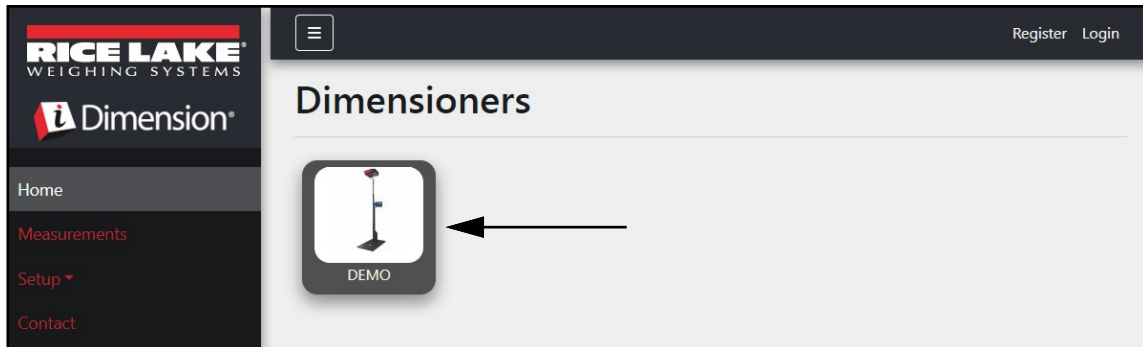 RICE LAKE®
WEIGHING SYSTEMS
i Dimension®
Home
Measurements
Setup
Contact
Register Login
Dimensioners
DEMO